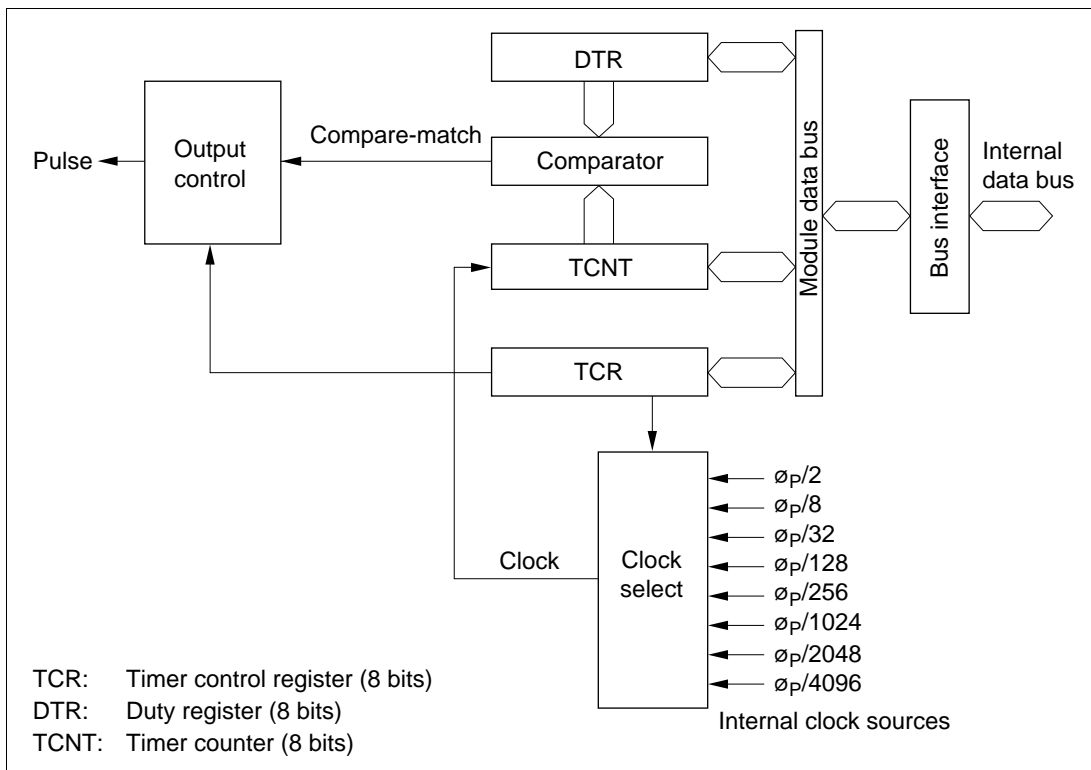 DTR
Compare-match
Pulse
Output
control
Comparator
Module data bus
Bus interface
Internal
data bus
TCNT
TCR
øP/2
øP/8
øP/32
øP/128
øP/256
øP/1024
øP/2048
øP/4096
Clock
Clock
select
Internal clock sources
TCR: Timer control register (8 bits)
DTR: Duty register (8 bits)
TCNT: Timer counter (8 bits)